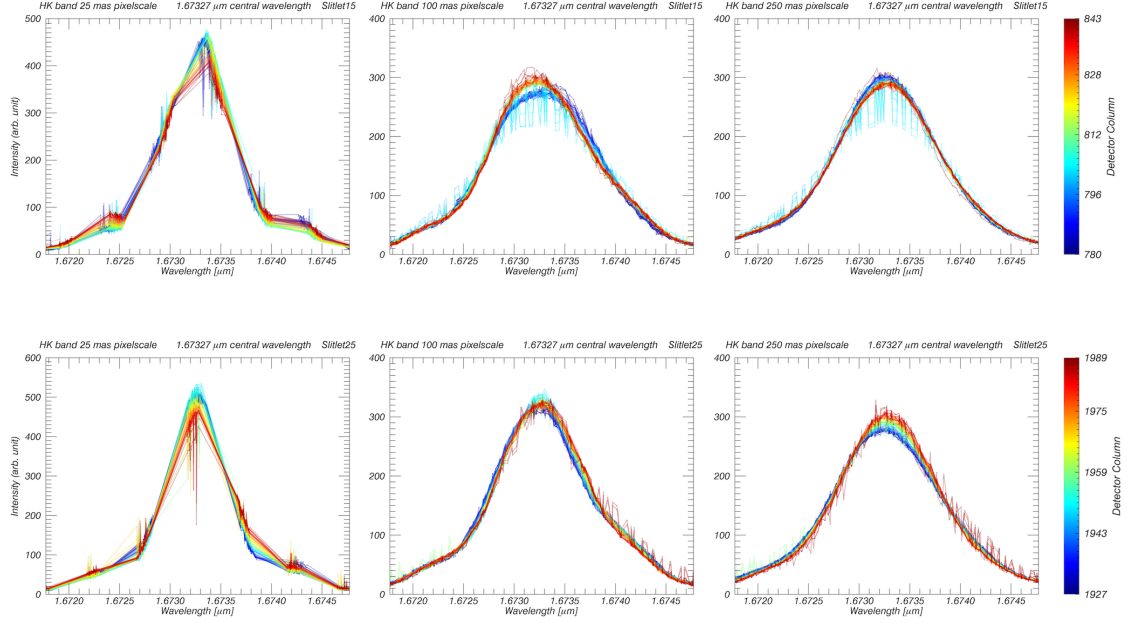 HK band 25 mas pixelscale 1.67327 μm central wavelength Slitlet15
HK band 100 mas pixelscale 1.67327 μm central wavelength Slitlet15
HK band 250 mas pixelscale 1.67327 μm central wavelength Slitlet15
500
400
300
200
100
0
Intensity (arb. unit)
1.6720 1.6725 1.6730 1.6735 1.6740 1.6745
Wavelength [μm]
400
300
200
100
0
1.6720 1.6725 1.6730 1.6735 1.6740 1.6745
Wavelength [μm]
400
300
200
100
0
1.6720 1.6725 1.6730 1.6735 1.6740 1.6745
Wavelength [μm]
843
828
812
796
780
Detector Column
HK band 25 mas pixelscale 1.67327 μm central wavelength Slitlet25
HK band 100 mas pixelscale 1.67327 μm central wavelength Slitlet25
HK band 250 mas pixelscale 1.67327 μm central wavelength Slitlet25
600
500
400
300
200
100
0
Intensity (arb. unit)
1.6720 1.6725 1.6730 1.6735 1.6740 1.6745
Wavelength [μm]
400
300
200
100
0
1.6720 1.6725 1.6730 1.6735 1.6740 1.6745
Wavelength [μm]
400
300
200
100
0
1.6720 1.6725 1.6730 1.6735 1.6740 1.6745
Wavelength [μm]
1989
1975
1959
1943
1927
Detector Column